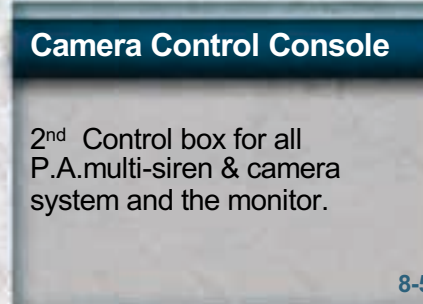 Camera Control Console
2nd Control box for all
P.A.multi-siren & camera
system and the monitor.
8-5